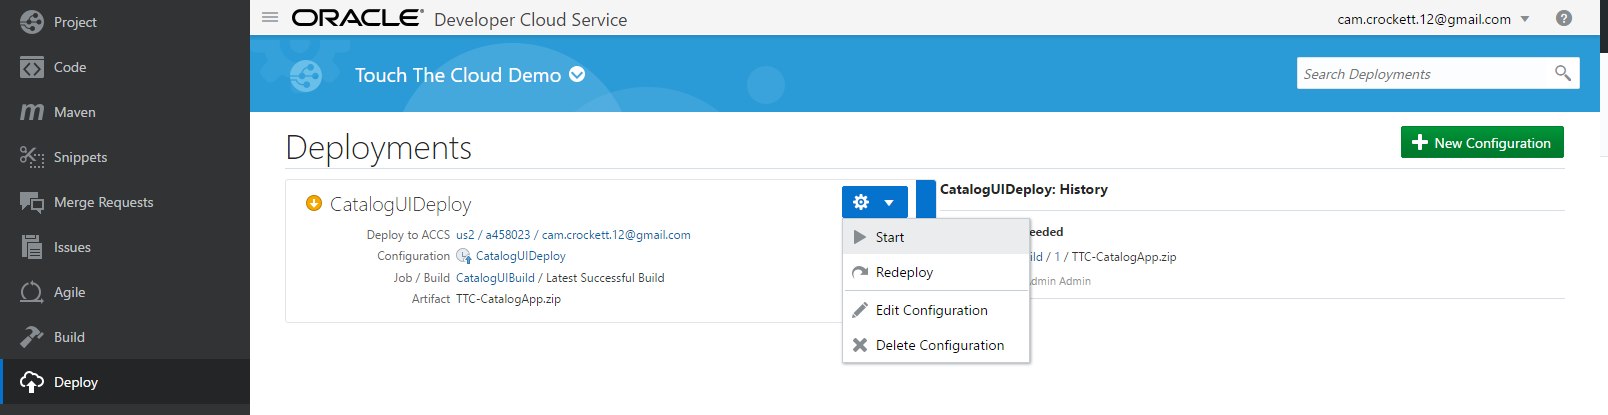 Project
Code
Maven
Snippets
Merge Requests
Issues
Agile
Build
Deploy
ORACLE® Developer Cloud Service
cam.crockett.12@gmail.com
?
Touch The Cloud Demo
Search Deployments
Deployments
New Configuration
CatalogUIDeploy
Deploy to ACCS us2 / a458023 / cam.crockett.12@gmail.com
Configuration CatalogUIDeploy
Job / Build CatalogUIBuild / Latest Successful Build
Artifact TTC-CatalogApp.zip
Start
Redeploy
Edit Configuration
Delete Configuration
CatalogUIDeploy: History
eeded
ild / 1 / TTC-CatalogApp.zip
dmin Admin